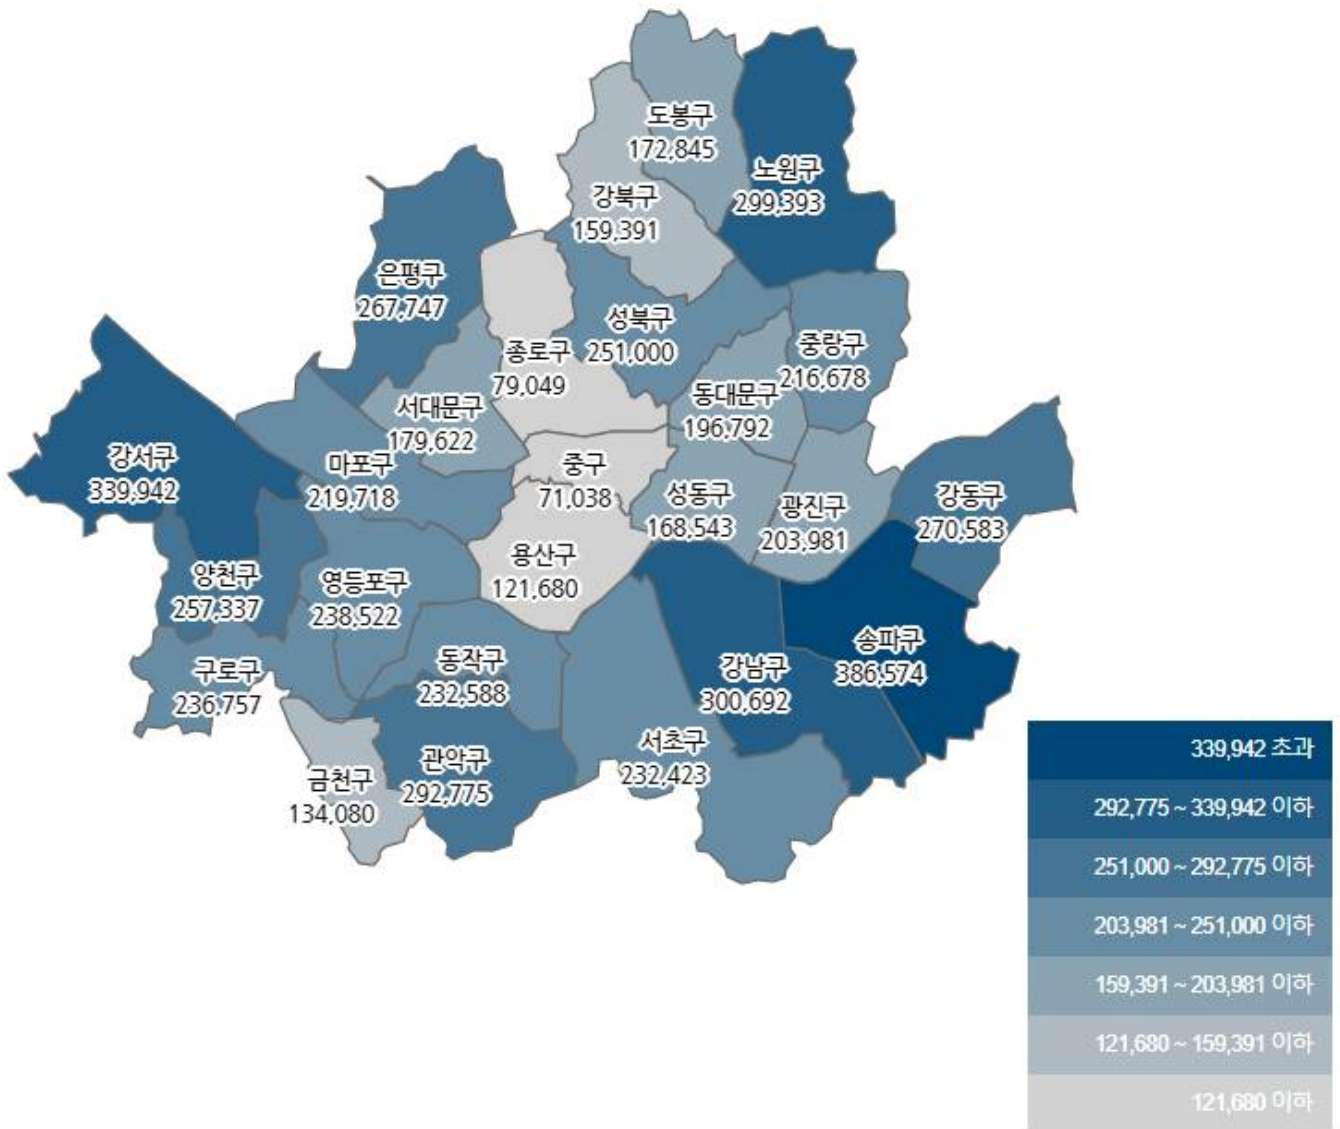 도봉구
172,845
노원구
299,393
강북구
159,391
은평구
267,747
성북구
251,000
종로구
79,049
중랑구
216,678
동대문구
196,792
서대문구
179,622
강서구
339,942
마포구
219,718
중구
71,038
성동구
168,543
광진구
203,981
강동구
270,583
양천구
257,337
영등포구
238,522
용산구
121,680
구로구
236,757
동작구
232,588
강남구
300,692
송파구
386,574
금천구
134,080
관악구
292,775
서초구
232,423
339,942 초과
292,775 ~ 339,942 이하
251,000 ~ 292,775 이하
203,981 ~ 251,000 이하
159,391 ~ 203,981 이하
121,680 ~ 159,391 이하
121,680 이하